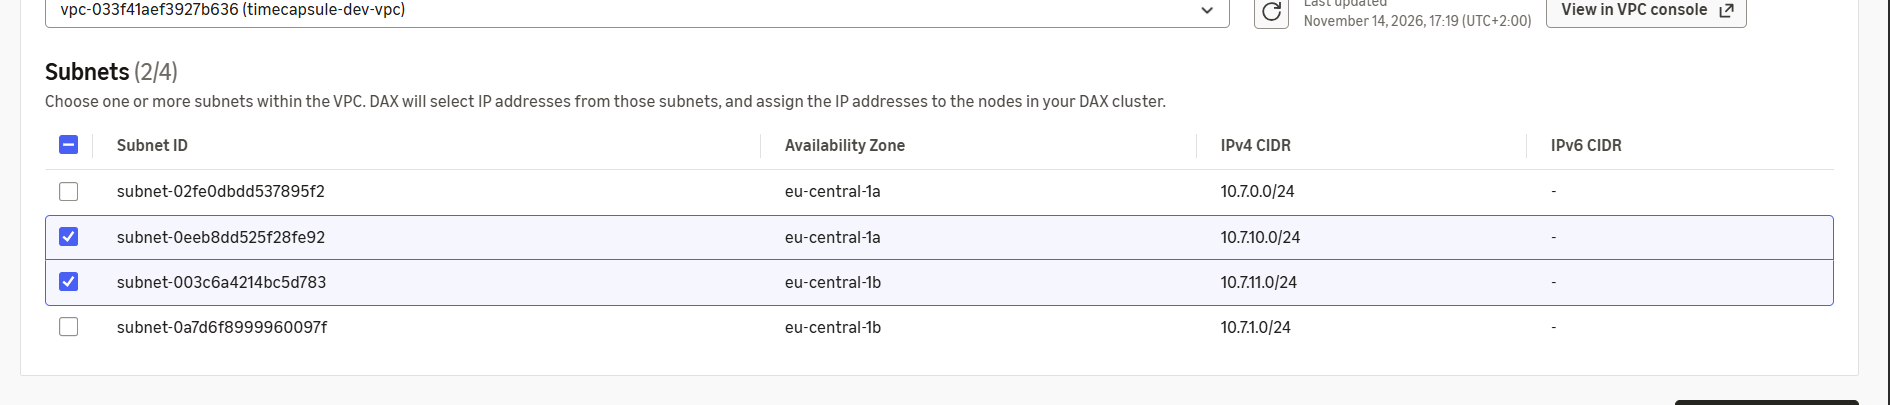 vpc-033f41aef3927b636 (timecapsule-dev-vpc)
Last updated
November 14, 2026, 17:19 (UTC+2:00)
View in VPC console
Subnets (2/4)
Choose one or more subnets within the VPC. DAX will select IP addresses from those subnets, and assign the IP addresses to the nodes in your DAX cluster.
Subnet ID Availability Zone IPv4 CIDR IPv6 CIDR
subnet-02fe0dbdd537895f2 eu-central-1a 10.7.0.0/24 -
subnet-0eeb8dd525f28fe92 eu-central-1a 10.7.10.0/24 -
subnet-003c6a4214bc5d783 eu-central-1b 10.7.11.0/24 -
subnet-0a7d6f8999960097f eu-central-1b 10.7.1.0/24 -